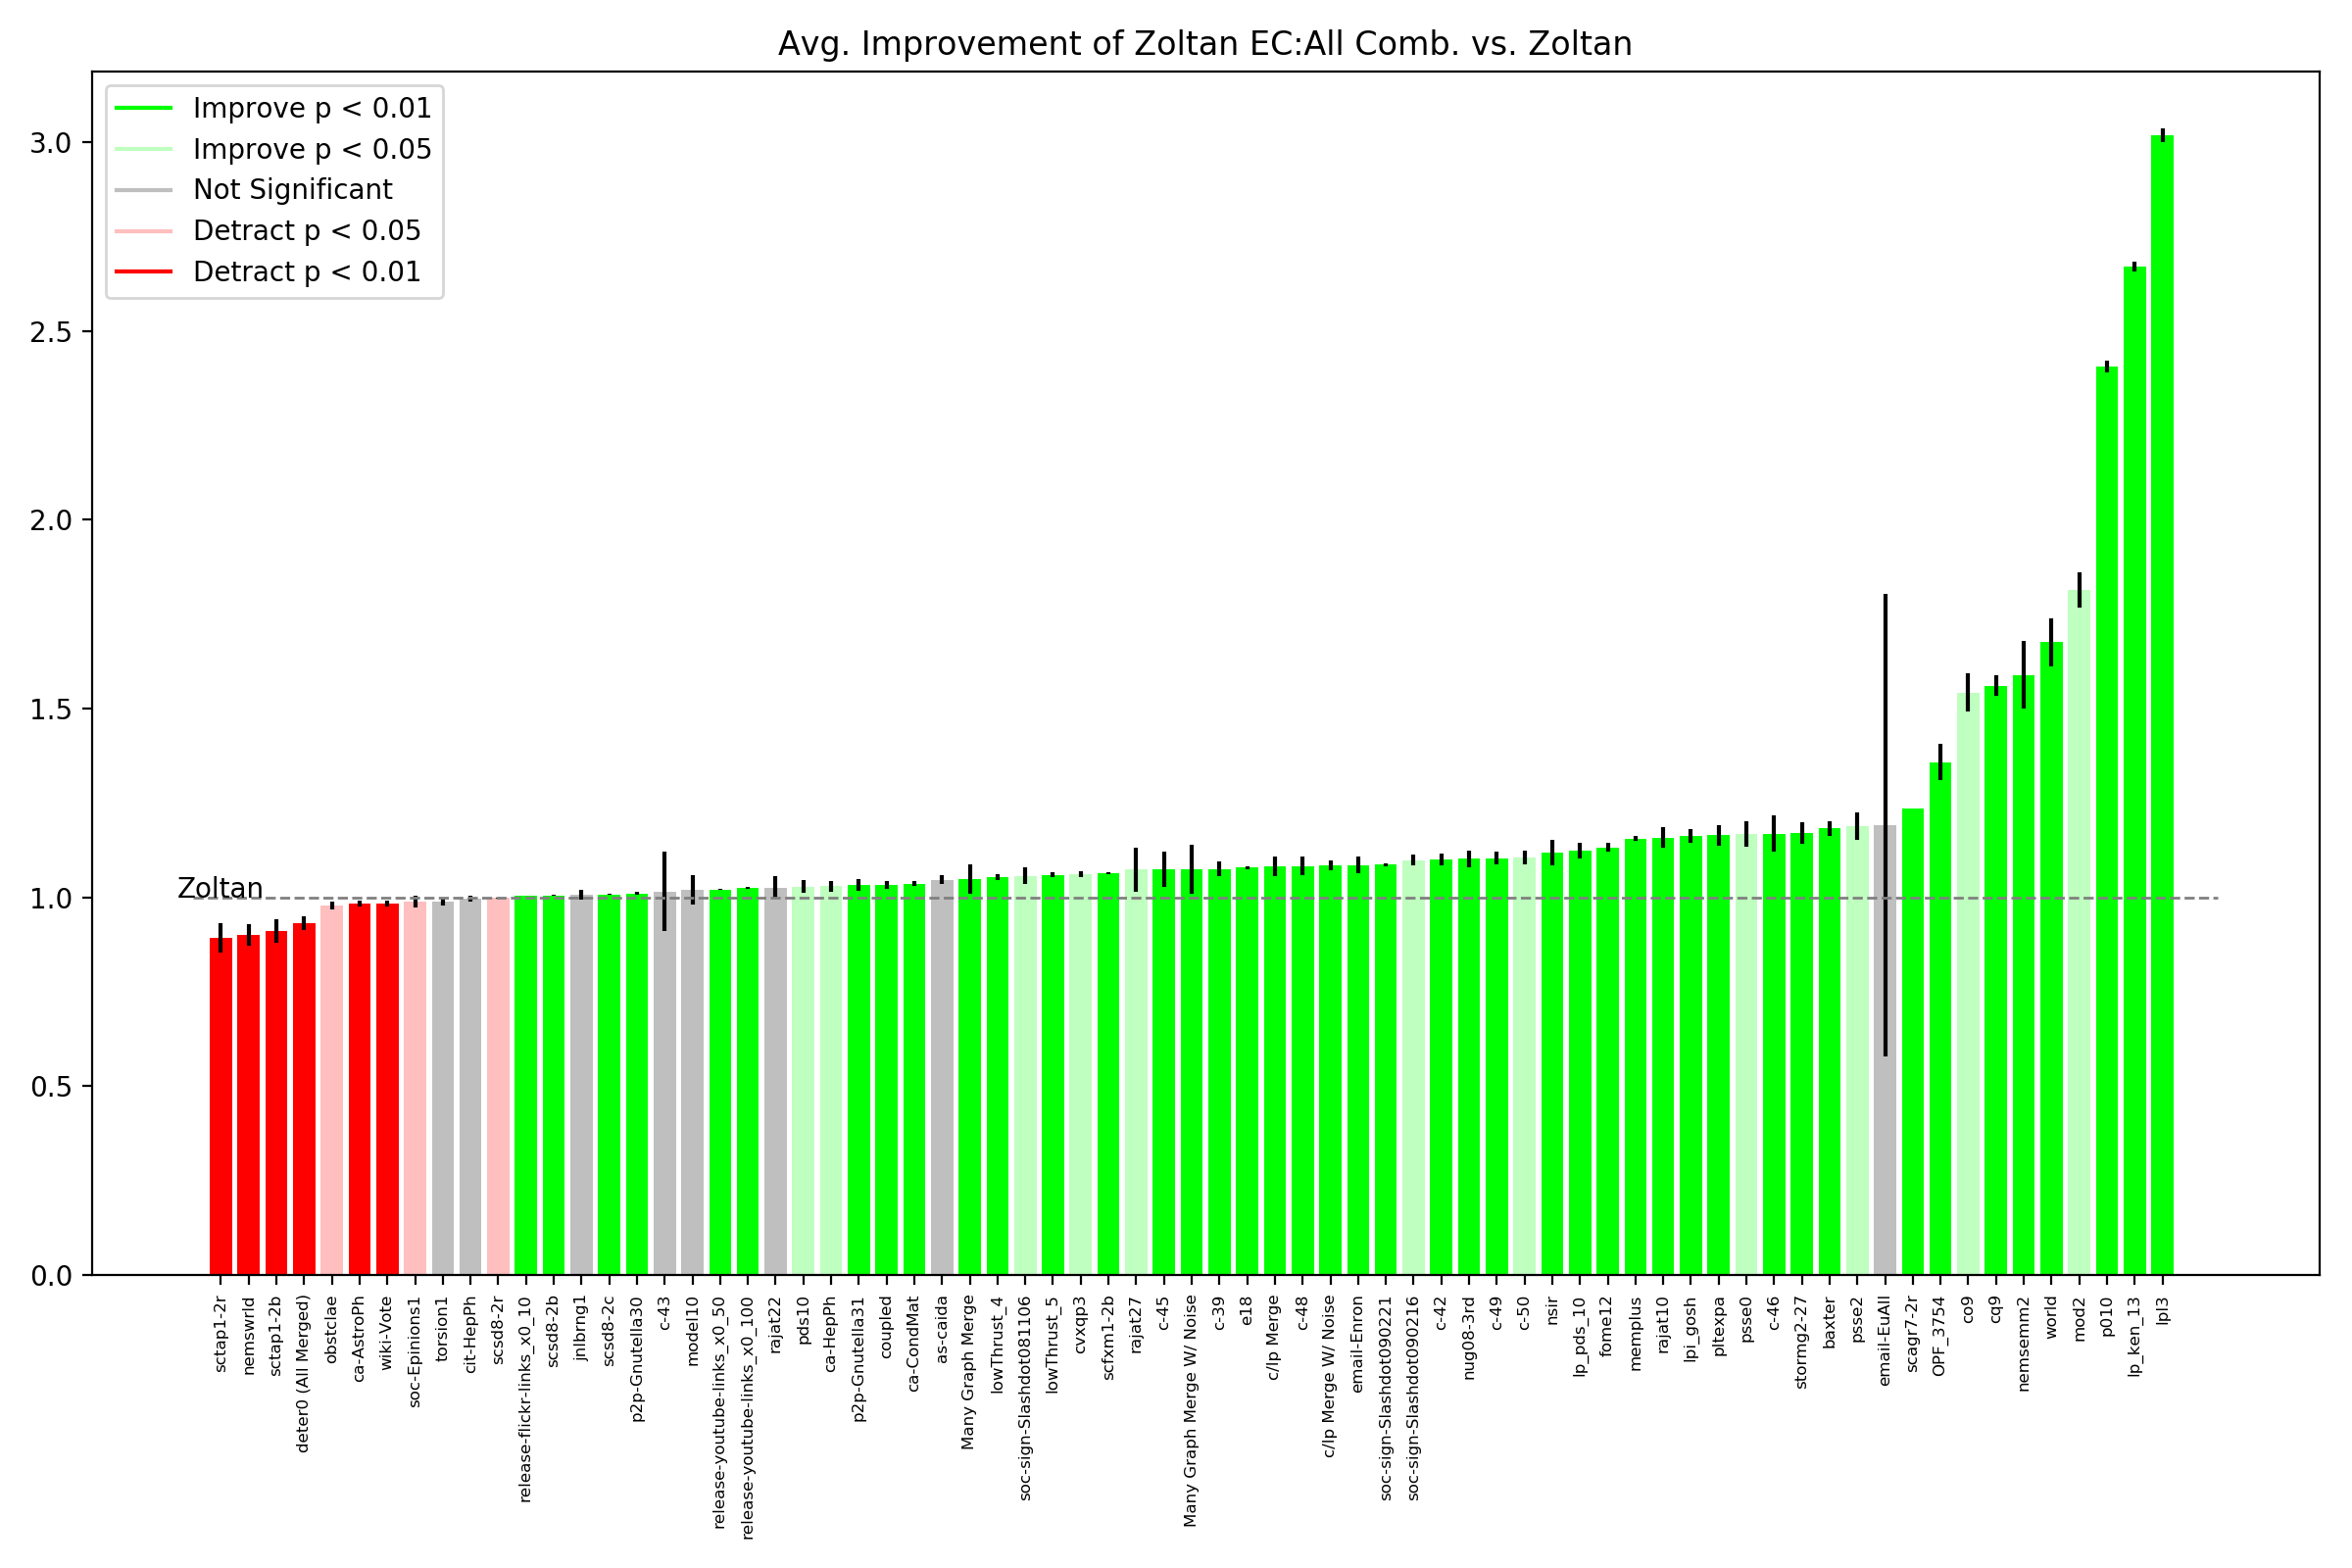 Avg. Improvement of Zoltan EC:All Comb. vs. Zoltan
Improve p < 0.01
Improve p < 0.05
Not Significant
Detract p < 0.05
Detract p < 0.01
3.0
2.5
2.0
1.5
1.0
0.5
0.0
Zoltan
sctap1-2r
nemswrld
sctap1-2b
deter0 (All Merged)
obstclae
ca-AstroPh
wiki-Vote
soc-Epinions1
torsion1
cit-HepPh
scsd8-2r
release-flickr-links_x0_10
scsd8-2b
jnlbrng1
scsd8-2c
p2p-Gnutella30
c-43
model10
release-youtube-links_x0_50
release-youtube-links_x0_100
rajat22
pds10
ca-HepPh
p2p-Gnutella31
coupled
ca-CondMat
as-caida
Many Graph Merge
lowThrust_4
soc-sign-Slashdot081106
lowThrust_5
cvxqp3
scfxm1-2b
rajat27
c-45
Many Graph Merge W/ Noise
c-39
e18
c/lp Merge
c-48
c/lp Merge W/ Noise
email-Enron
soc-sign-Slashdot090221
soc-sign-Slashdot090216
c-42
nug08-3rd
c-49
c-50
nsir
lp_pds_10
fome12
memplus
rajat10
lpi_gosh
pltexpa
psse0
c-46
stormg2-27
baxter
psse2
email-EuAll
scagr7-2r
OPF_3754
co9
cq9
nemsemm2
world
mod2
p010
lp_ken_13
lpl3